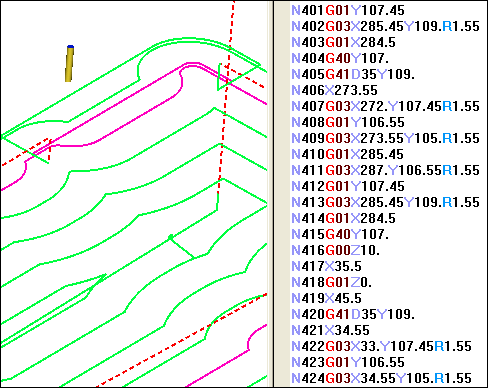 N401G01Y107.45
N402G03X285.45Y109.R1.55
N403G01X284.5
N404G40Y107.
N405G41D35Y109.
N406X273.55
N407G03X272.Y107.45R1.55
N408G01Y106.55
N409G03X273.55Y105.R1.55
N410G01X285.45
N411G03X287.Y106.55R1.55
N412G01Y107.45
N413G03X285.45Y109.R1.55
N414G01X284.5
N415G40Y107.
N416G00Z10.
N417X35.5
N418G01Z0.
N419X45.5
N420G41D35Y109.
N421X34.55
N422G03X33.Y107.45R1.55
N423G01Y106.55
N424G03X34.55Y105.R1.55